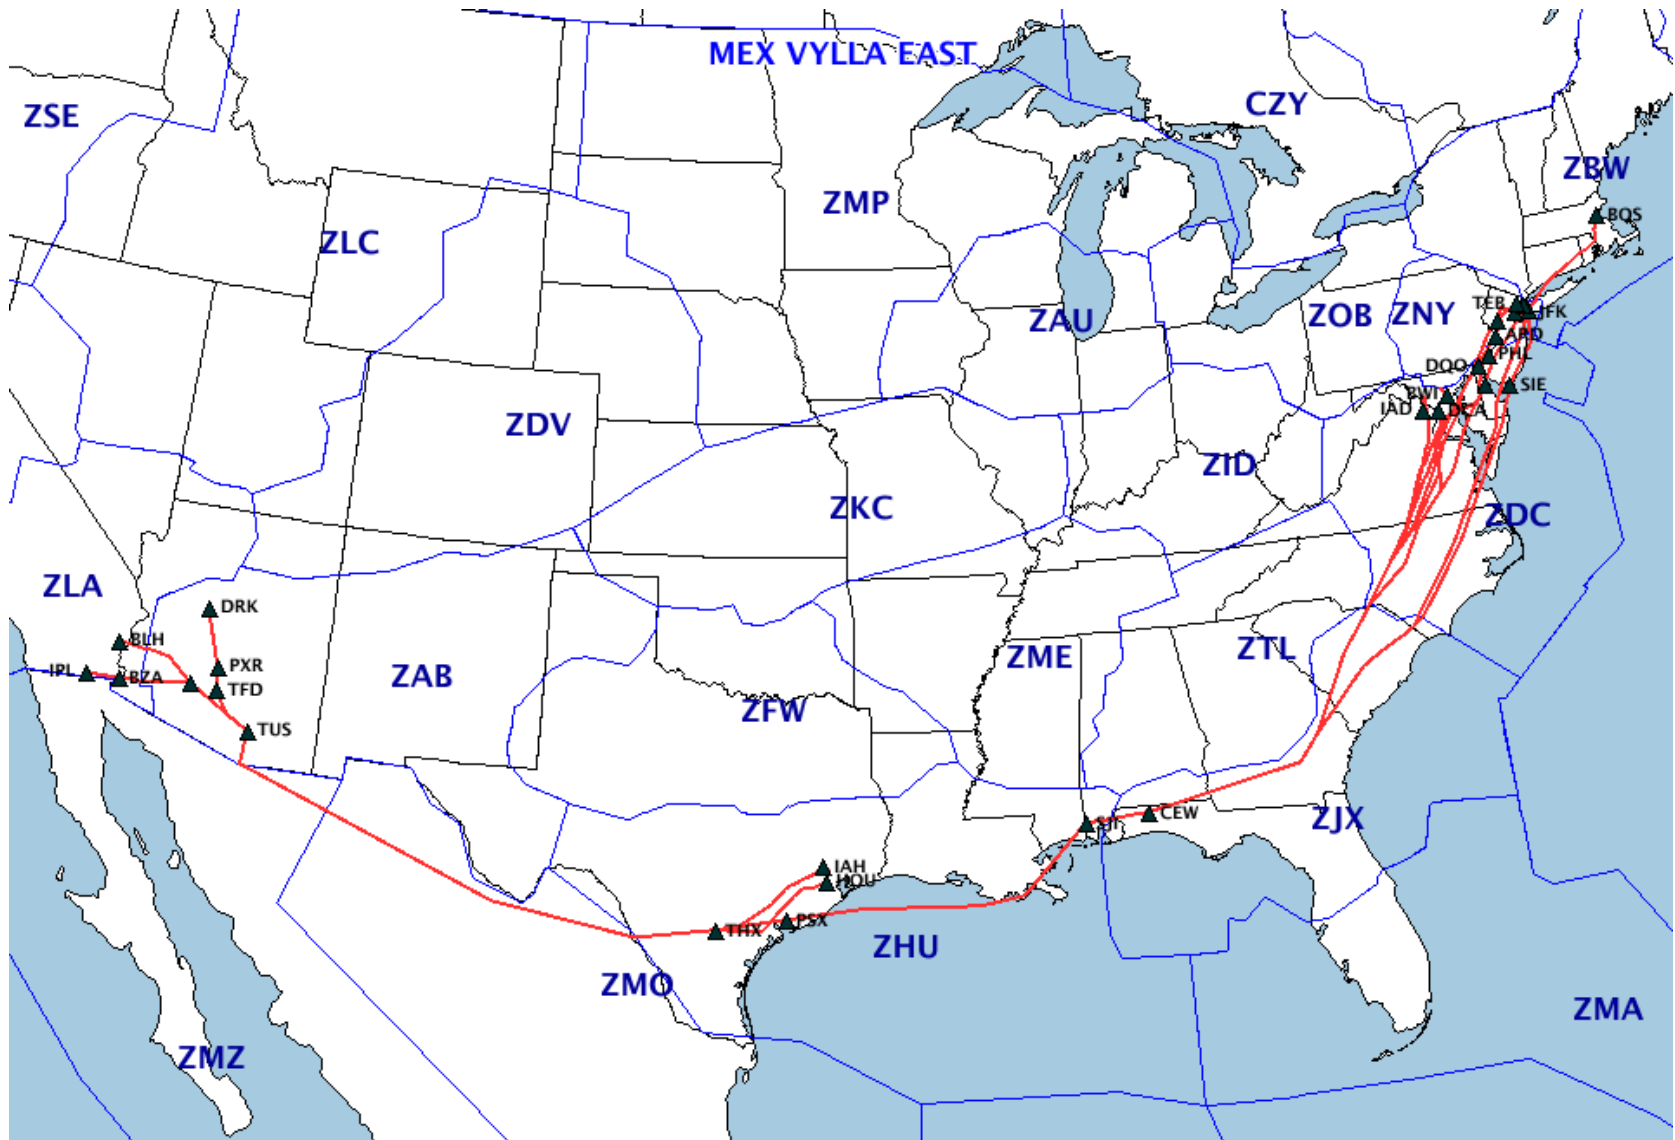 MEX VYLLA EAST
ZSE
CZY
ZBW
ZMP
BOS
ZLC
TEB
JFK
ZAU
ZOB
ZNY
ARD
PHL
DQO
SIE
BWI
IAD
DCA
ZDV
ZID
ZKC
ZDC
ZLA
DRK
BLH
ZTL
ZME
PXR
IPL
BZA
ZAB
TFD
ZFW
TUS
CEW
SJI
ZJX
IAH
HOU
PSX
THX
ZHU
ZMO
ZMA
ZMZ